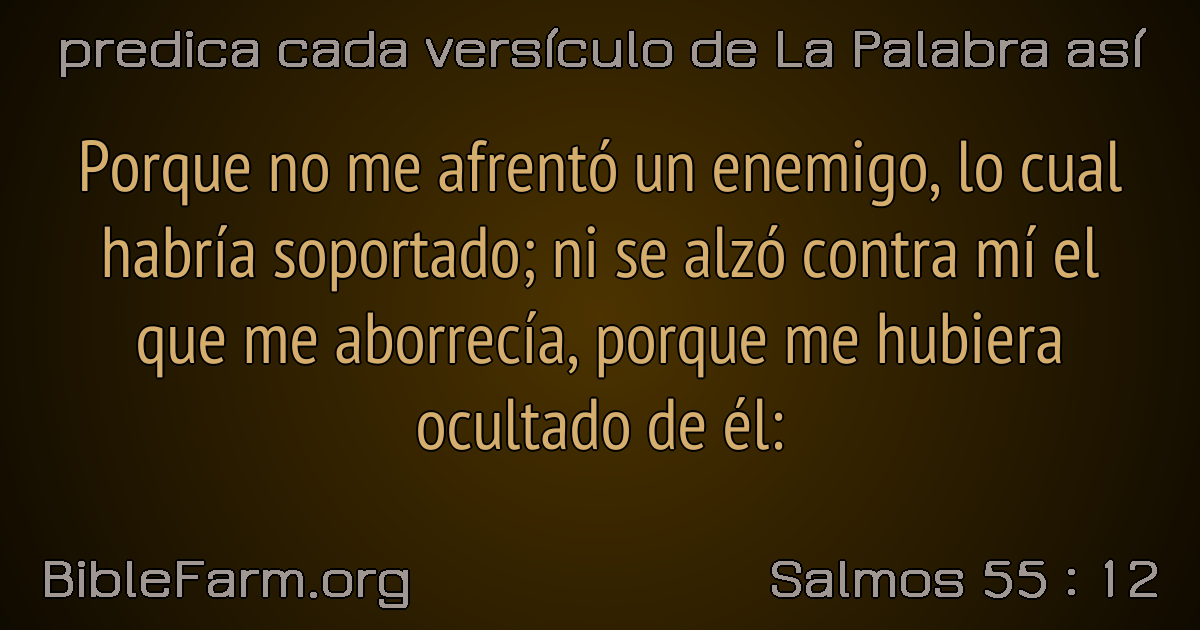 predica cada versículo de La Palabra así
Porque no me afrentó un enemigo, lo cual
habría soportado; ni se alzó contra mí el
que me aborrecía, porque me hubiera
ocultado de él:
BibleFarm.org
Salmos 55 : 12